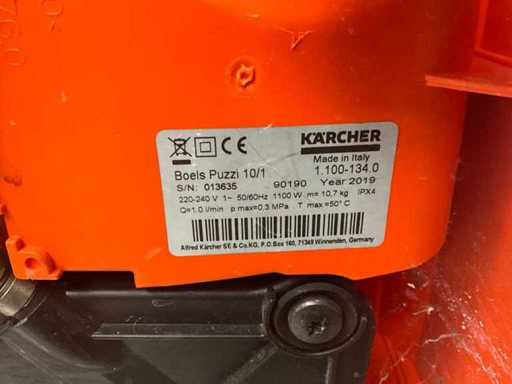 KÄRCHER
Made in Italy
Boels Puzzi 10/1 1.100-134.0
S/N: 013635 90190 Year 2019
220-240 V 1~ 50/60Hz 1100 W m= 10,7 kg IPX4
Q=1.0 l/min p max=0,3 MPa T max=50°C
Alfred Kärcher SE & Co.KG, P.O.Box 160, 71349 Winnenden, Germany